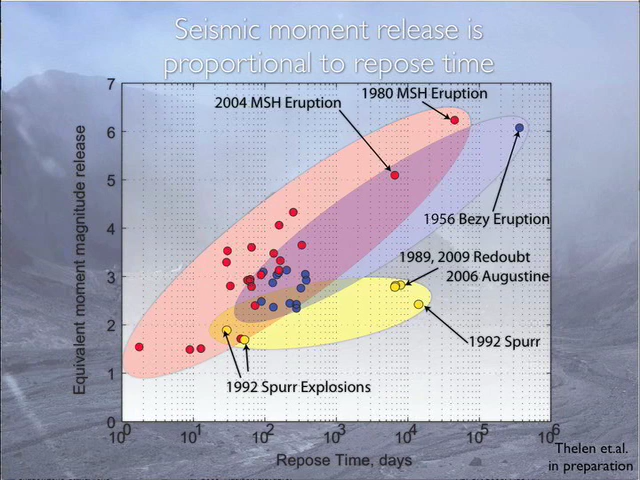 Seismic moment release is
proportional to repose time
7
6
5
4
3
2
1
0
Equivalent moment magnitude release
2004 MSH Eruption
1980 MSH Eruption
1956 Bezy Eruption
1989, 2009 Redoubt
2006 Augustine
1992 Spurr
1992 Spurr Explosions
10^0 10^1 10^2 10^3 10^4 10^5 10^6
Repose Time, days
Thelen et.al.
in preparation